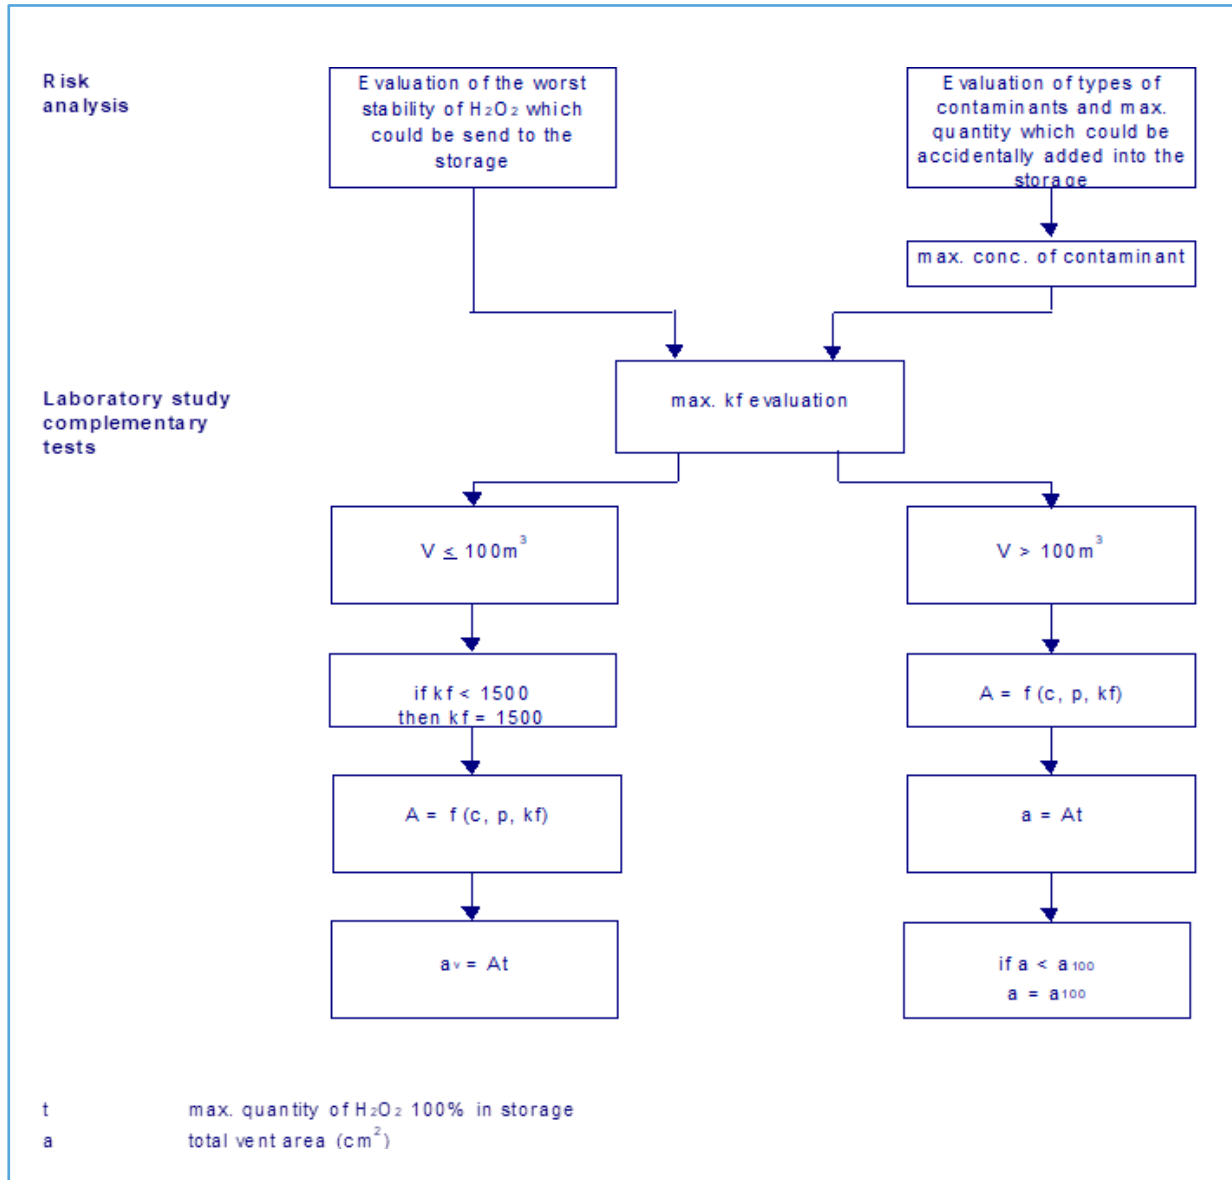 Risk
analysis
Evaluation of the worst
stability of H₂O₂ which
could be send to the
storage
Evaluation of types of
contaminants and max.
quantity which could be
accidentally added into the
storage
max. conc. of contaminant
Laboratory study
complementary
tests
max. kf evaluation
V ≤ 100m³
V > 100m³
if kf < 1500
then kf = 1500
A = f (c, p, kf)
A = f (c, p, kf)
a = At
aᵥ = At
if a < a₁₀₀
a = a₁₀₀
t max. quantity of H₂O₂ 100% in storage
a total vent area (cm²)